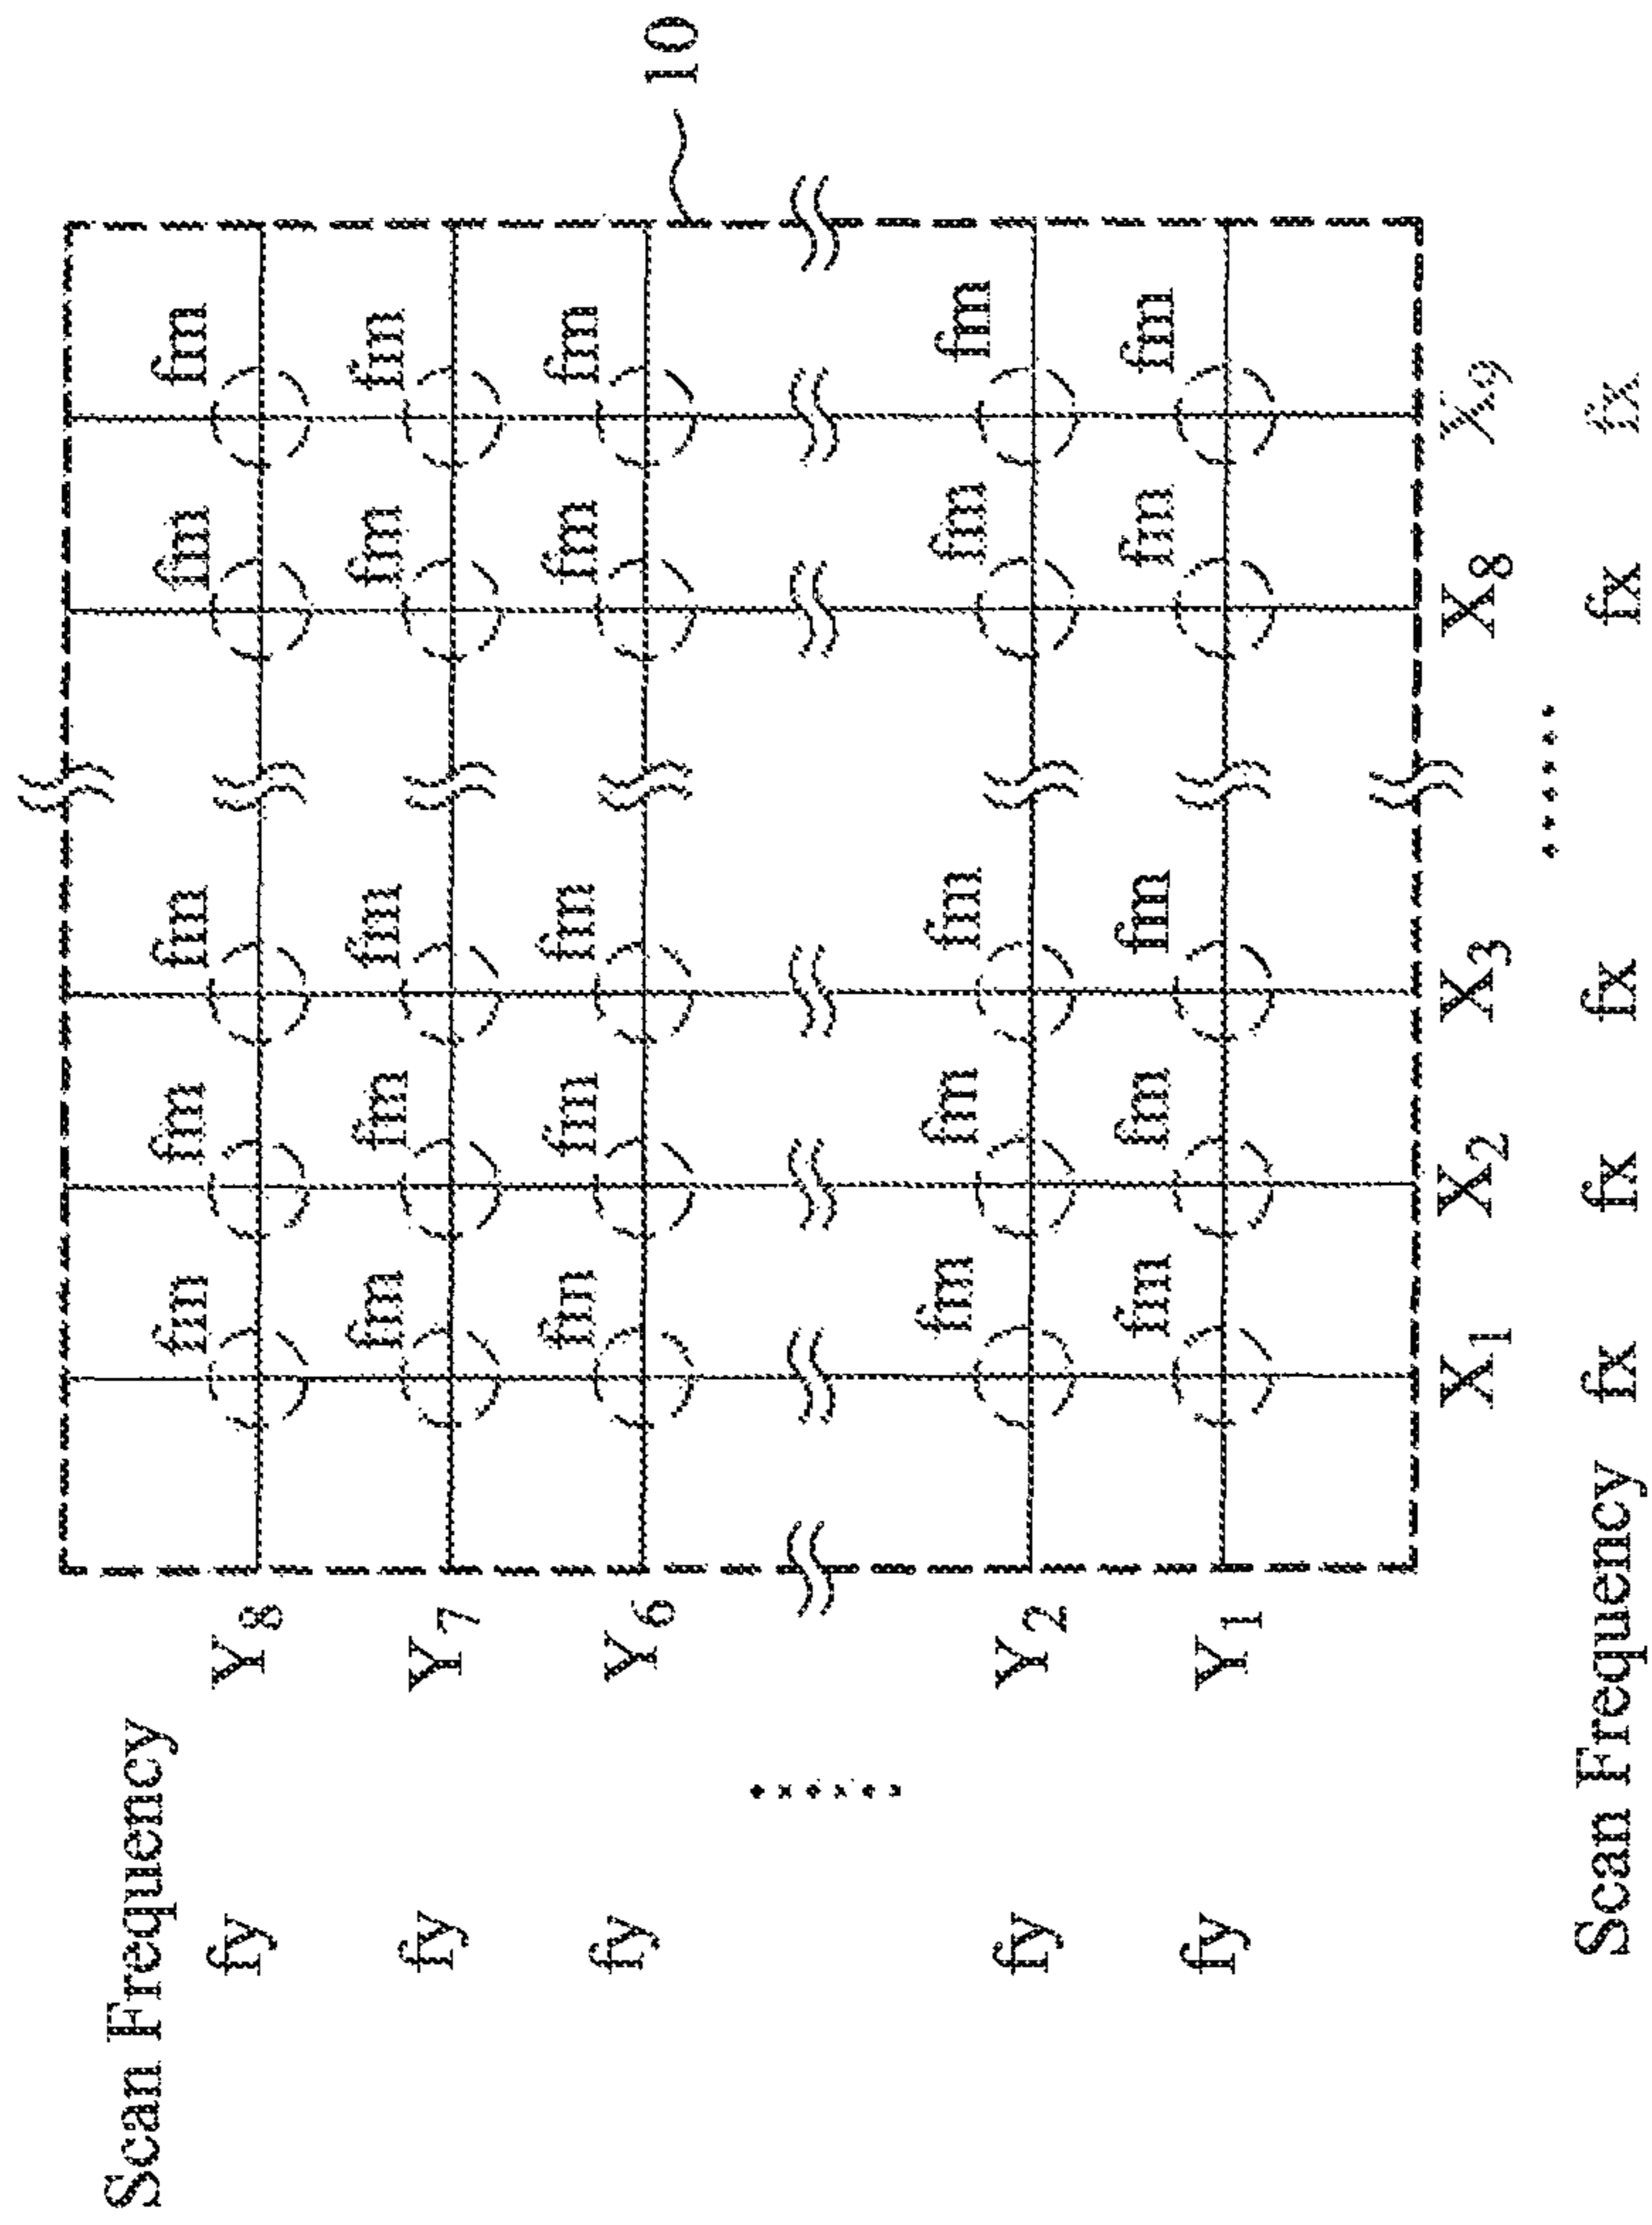 Scan Frequency
fm fm fm fm fm
fy Y8
fm fm fm fm fm
fy Y7
fm fm fm fm fm
fy Y6
10
......
fm fm fm fm fm
fy Y2
fm fm fm fm fm
fy Y1
X1 X2 X3 X8 X9
......
Scan Frequency fx fx fx fx fx